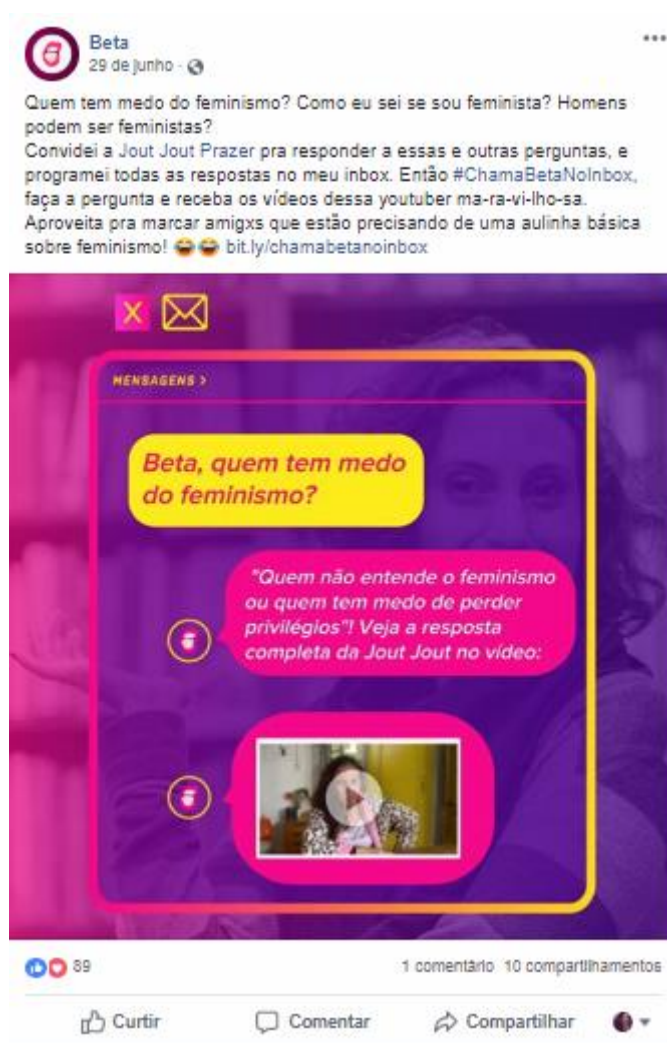 Beta
29 de junho ·
Quem tem medo do feminismo? Como eu sei se sou feminista? Homens
podem ser feministas?
Convidei a Jout Jout Prazer pra responder a essas e outras perguntas, e
programei todas as respostas no meu inbox. Então #ChamaBetaNoInbox,
faça a pergunta e receba os vídeos dessa youtuber ma-ra-vi-lho-sa.
Aproveita pra marcar amigxs que estão precisando de uma aulinha básica
sobre feminismo! 😂😂 bit.ly/chamabetanoinbox
X
MENSAGENS >
Beta, quem tem medo
do feminismo?
"Quem não entende o feminismo
ou quem tem medo de perder
privilégios"! Veja a resposta
completa da Jout Jout no vídeo:
89
1 comentário 10 compartilhamentos
Curtir Comentar Compartilhar